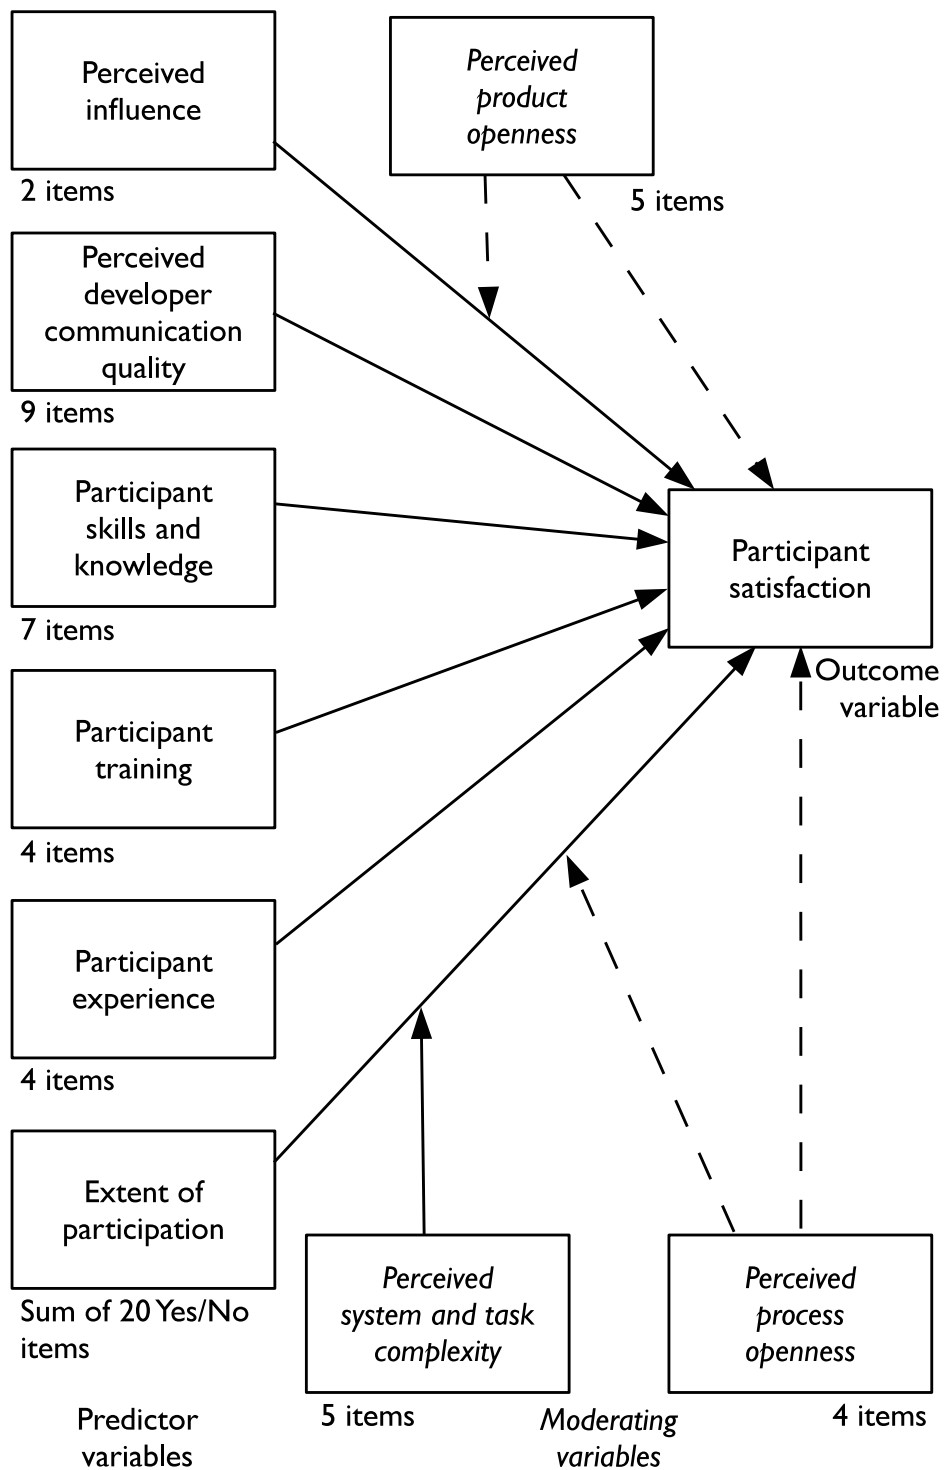 Perceived
influence
2 items
Perceived
product
openness
5 items
Perceived
developer
communication
quality
9 items
Participant
skills and
knowledge
7 items
Participant
satisfaction
Outcome
variable
Participant
training
4 items
Participant
experience
4 items
Extent of
participation
Sum of 20 Yes/No
items
Perceived
system and task
complexity
5 items
Perceived
process
openness
4 items
Predictor
variables
Moderating
variables